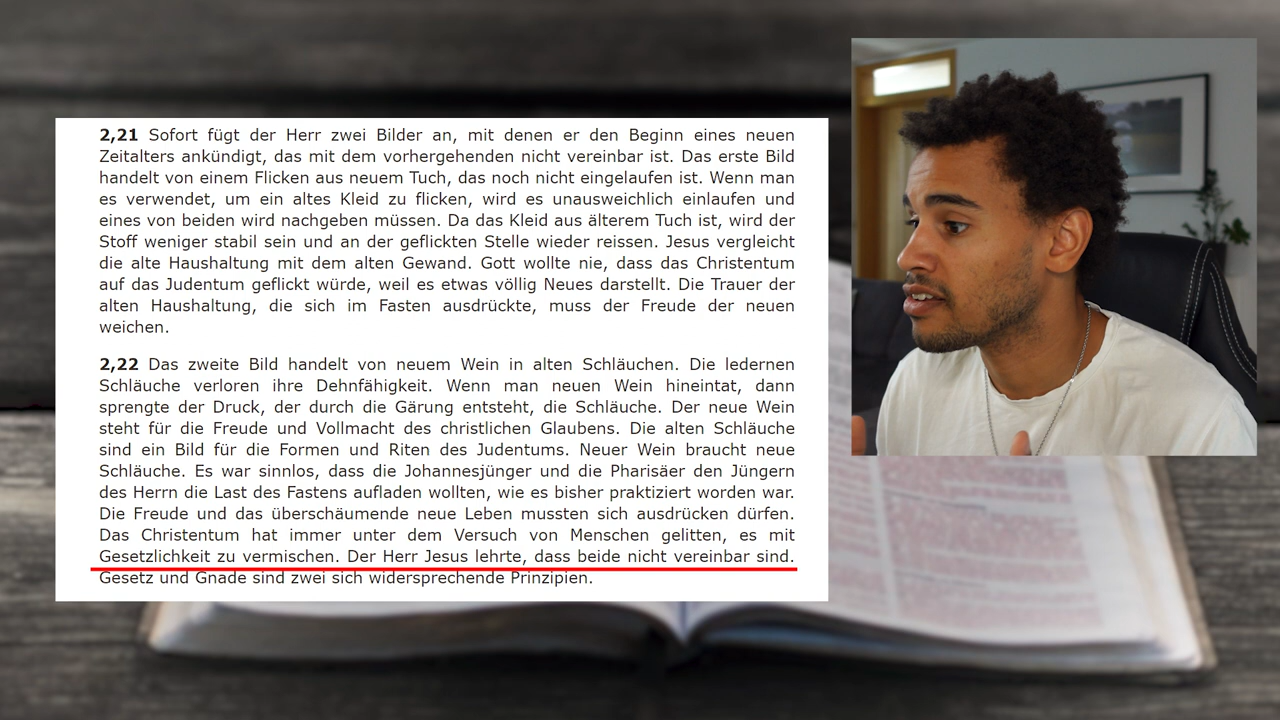 2,21 Sofort fügt der Herr zwei Bilder an, mit denen er den Beginn eines neuen
Zeitalters ankündigt, das mit dem vorhergehenden nicht vereinbar ist. Das erste Bild
handelt von einem Flicken aus neuem Tuch, das noch nicht eingelaufen ist. Wenn man
es verwendet, um ein altes Kleid zu flicken, wird es unausweichlich einlaufen und
eines von beiden wird nachgeben müssen. Da das Kleid aus älterem Tuch ist, wird der
Stoff weniger stabil sein und an der geflickten Stelle wieder reissen. Jesus vergleicht
die alte Haushaltung mit dem alten Gewand. Gott wollte nie, dass das Christentum
auf das Judentum geflickt würde, weil es etwas völlig Neues darstellt. Die Trauer der
alten Haushaltung, die sich im Fasten ausdrückte, muss der Freude der neuen
weichen.
2,22 Das zweite Bild handelt von neuem Wein in alten Schläuchen. Die ledernen
Schläuche verloren ihre Dehnfähigkeit. Wenn man neuen Wein hineintat, dann
sprengte der Druck, der durch die Gärung entsteht, die Schläuche. Der neue Wein
steht für die Freude und Vollmacht des christlichen Glaubens. Die alten Schläuche
sind ein Bild für die Formen und Riten des Judentums. Neuer Wein braucht neue
Schläuche. Es war sinnlos, dass die Johannesjünger und die Pharisäer den Jüngern
des Herrn die Last des Fastens aufladen wollten, wie es bisher praktiziert worden war.
Die Freude und das überschäumende neue Leben mussten sich ausdrücken dürfen.
Das Christentum hat immer unter dem Versuch von Menschen gelitten, es mit
Gesetzlichkeit zu vermischen. Der Herr Jesus lehrte, dass beide nicht vereinbar sind.
Gesetz und Gnade sind zwei sich widersprechende Prinzipien.